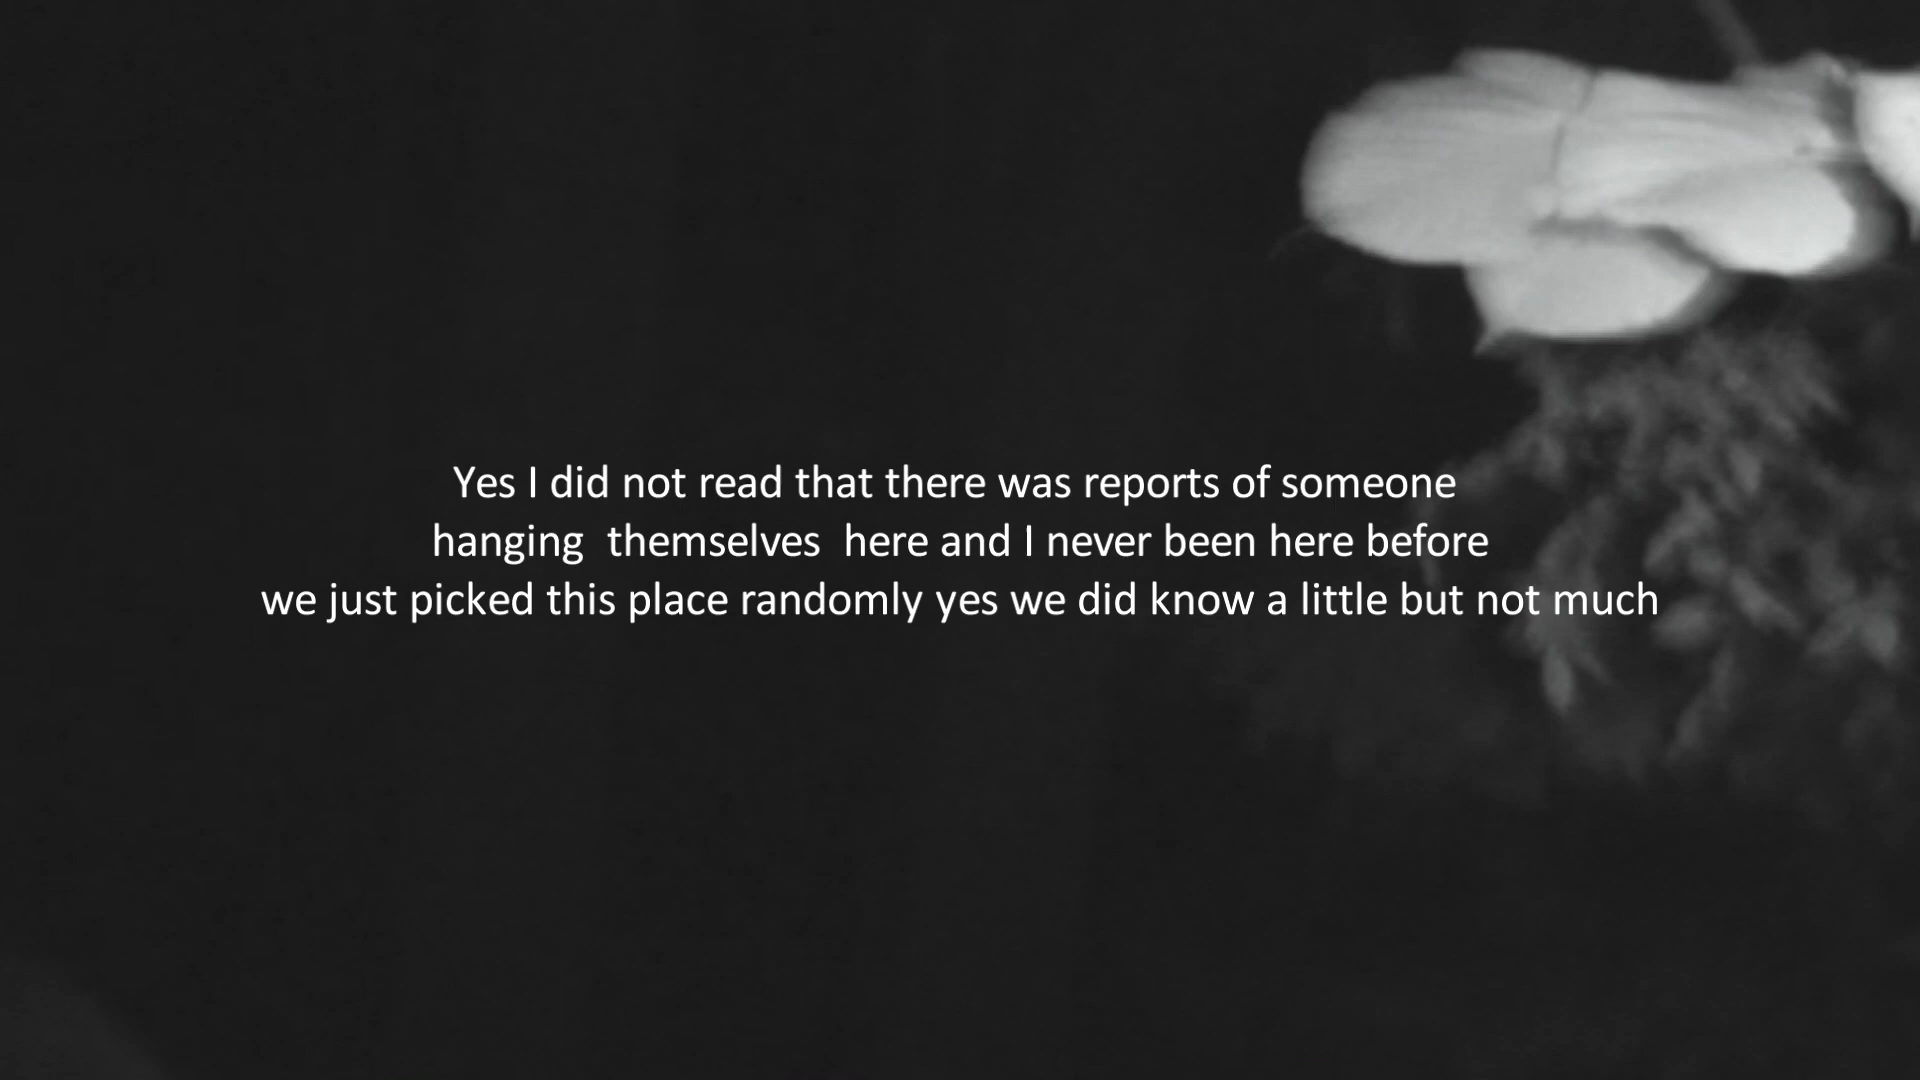 Yes I did not read that there was reports of someone
hanging  themselves  here and I never been here before
we just picked this place randomly yes we did know a little but not much